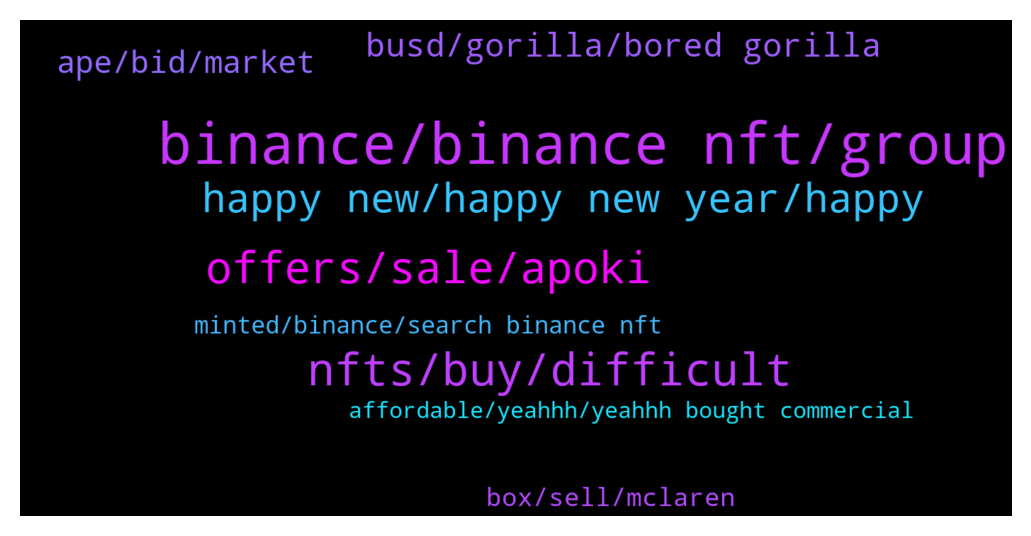 busd/gorilla/bored gorilla
ape/bid/market
binance/binance nft/group
happy new/happy new year/happy
offers/sale/apoki
minted/binance/search binance nft
nfts/buy/difficult
affordable/yeahhh/yeahhh bought commercial
box/sell/mclaren